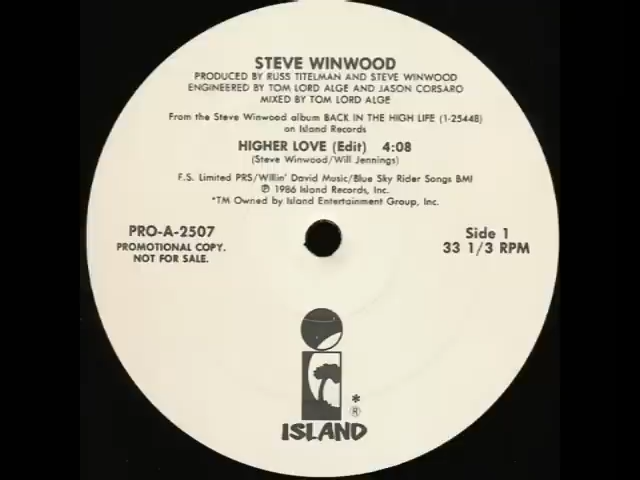 STEVE WINWOOD
PRODUCED BY RUSS TITELMAN AND STEVE WINWOOD
ENGINEERED BY TOM LORD ALGE AND JASON CORSARO
MIXED BY TOM LORD ALGE
From the Steve Winwood album BACK IN THE HIGH LIFE (1-25448)
on Island Records
HIGHER LOVE (Edit) 4:08
(Steve Winwood/Will Jennings)
F.S. Limited PRS/Willin' David Music/Blue Sky Rider Songs BMI
℗ 1986 Island Records, Inc.
*TM Owned by Island Entertainment Group, Inc.
PRO-A-2507
PROMOTIONAL COPY.
NOT FOR SALE.
Side 1
33 1/3 RPM
*
®
ISLAND